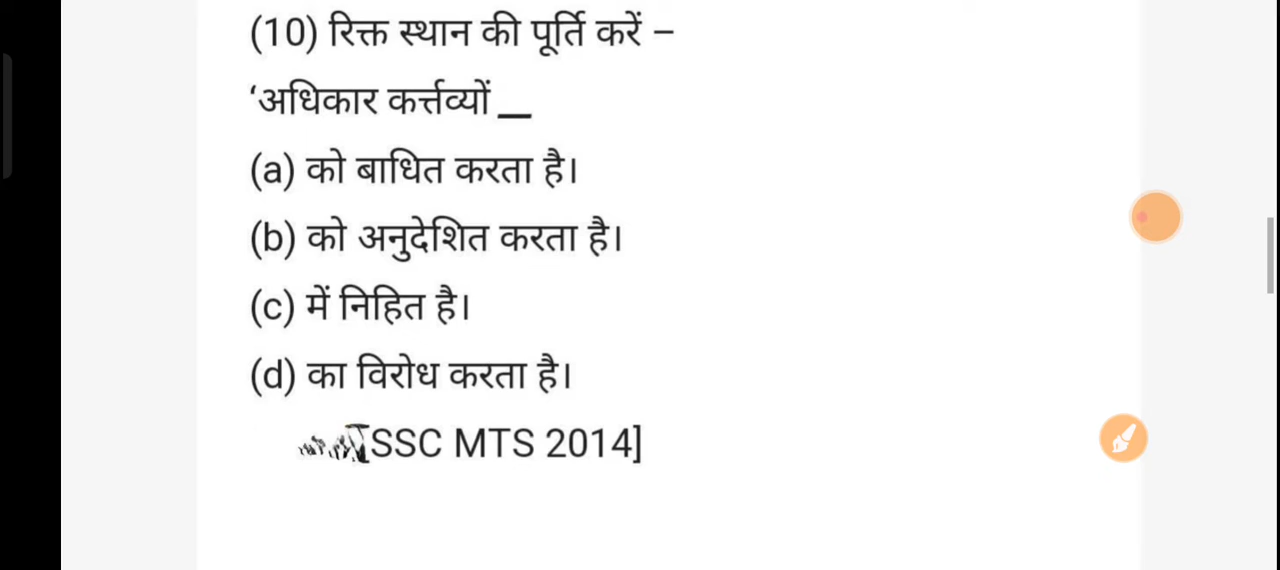 (10) रिक्त स्थान की पूर्ति करें –
‘अधिकार कर्त्तव्यों __
(a) को बाधित करता है।
(b) को अनुदेशित करता है।
(c) में निहित है।
(d) का विरोध करता है।
[SSC MTS 2014]